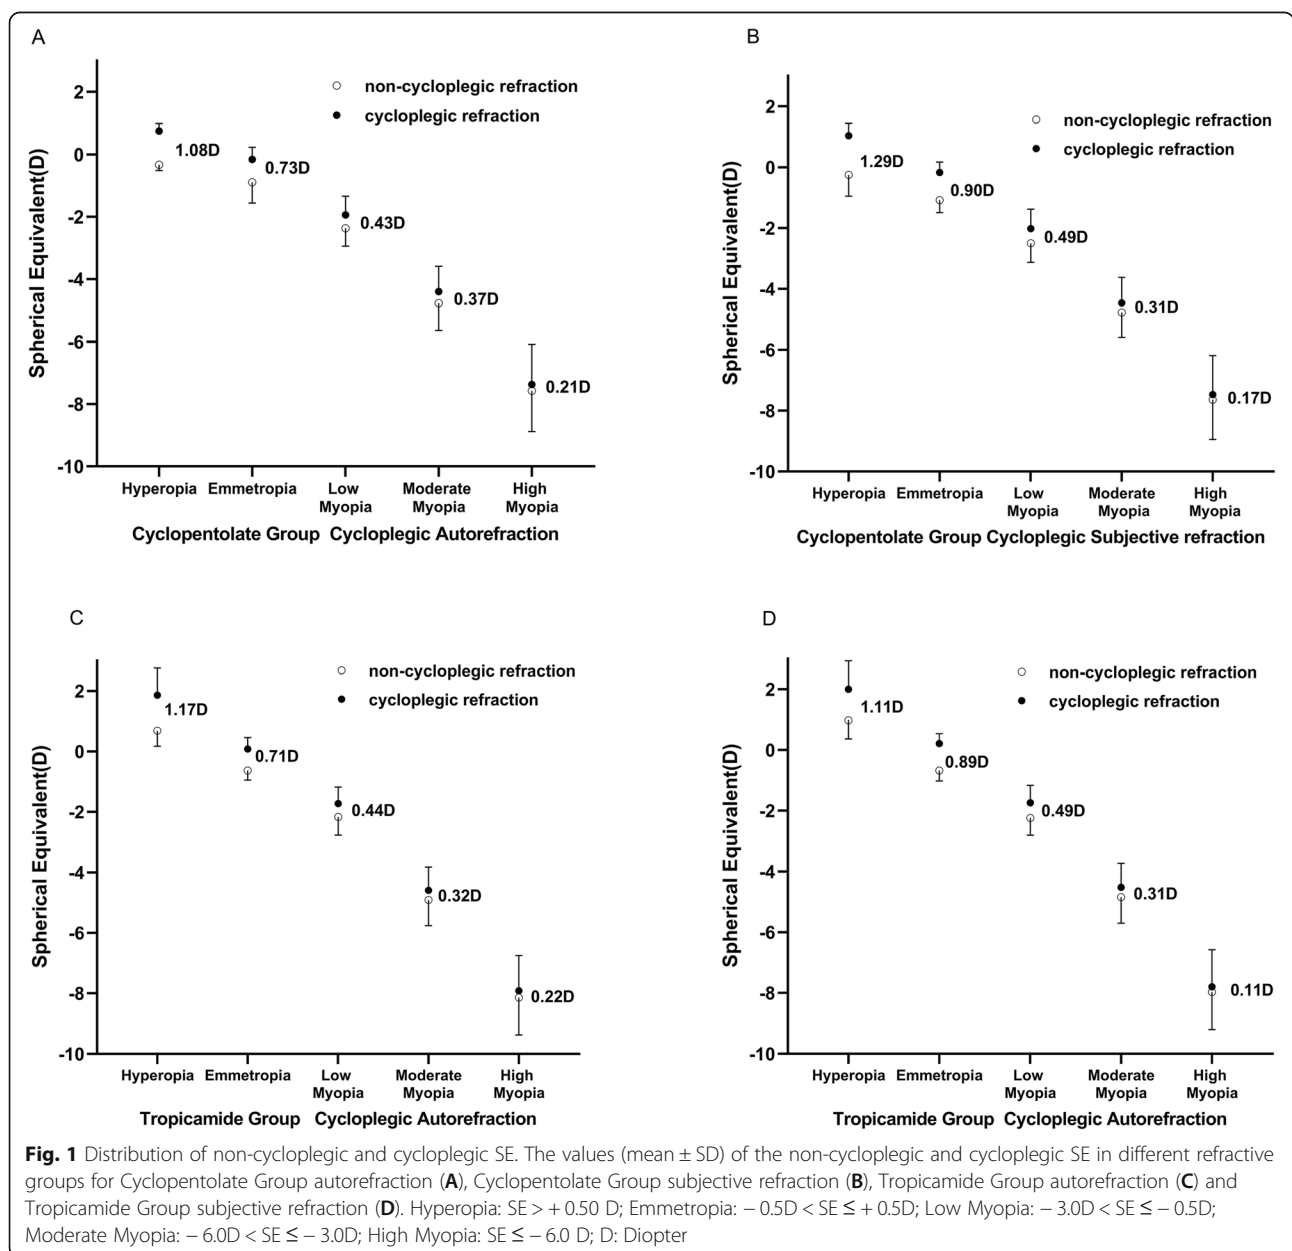 A
non-cycloplegic refraction
cycloplegic refraction
Spherical Equivalent(D)
2
0
-2
-4
-6
-8
-10
1.08D
0.73D
0.43D
0.37D
0.21D
Hyperopia Emmetropia Low Myopia Moderate Myopia High Myopia
Cyclopentolate Group Cycloplegic Autorefraction
B
non-cycloplegic refraction
cycloplegic refraction
Spherical Equivalent(D)
2
0
-2
-4
-6
-8
-10
1.29D
0.90D
0.49D
0.31D
0.17D
Hyperopia Emmetropia Low Myopia Moderate Myopia High Myopia
Cyclopentolate Group Cycloplegic Subjective refraction
C
non-cycloplegic refraction
cycloplegic refraction
Spherical Equivalent(D)
2
0
-2
-4
-6
-8
-10
1.17D
0.71D
0.44D
0.32D
0.22D
Hyperopia Emmetropia Low Myopia Moderate Myopia High Myopia
Tropicamide Group Cycloplegic Autorefraction
D
non-cycloplegic refraction
cycloplegic refraction
Spherical Equivalent(D)
2
0
-2
-4
-6
-8
-10
1.11D
0.89D
0.49D
0.31D
0.11D
Hyperopia Emmetropia Low Myopia Moderate Myopia High Myopia
Tropicamide Group Cycloplegic Autorefraction
Fig. 1 Distribution of non-cycloplegic and cycloplegic SE. The values (mean ± SD) of the non-cycloplegic and cycloplegic SE in different refractive
groups for Cyclopentolate Group autorefraction (A), Cyclopentolate Group subjective refraction (B), Tropicamide Group autorefraction (C) and
Tropicamide Group subjective refraction (D). Hyperopia: SE > + 0.50 D; Emmetropia: − 0.5D < SE ≤ + 0.5D; Low Myopia: − 3.0D < SE ≤ − 0.5D;
Moderate Myopia: − 6.0D < SE ≤ − 3.0D; High Myopia: SE ≤ − 6.0 D; D: Diopter